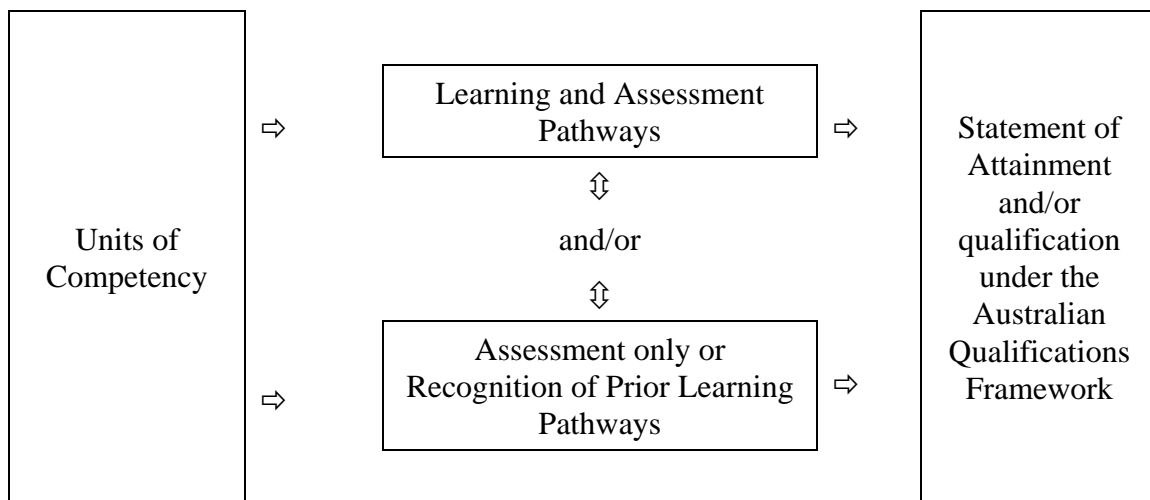 Units of
Competency
⇨
Learning and Assessment
Pathways
⇨
⇳
and/or
⇳
⇨
Assessment only or
Recognition of Prior Learning
Pathways
⇨
Statement of
Attainment
and/or
qualification
under the
Australian
Qualifications
Framework